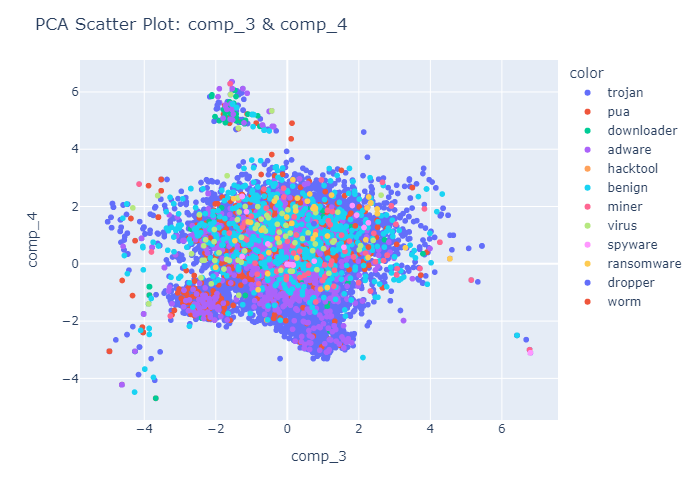 PCA Scatter Plot: comp_3 & comp_4
color
trojan
pua
downloader
adware
hacktool
benign
miner
virus
spyware
ransomware
dropper
worm
comp_4
6
4
2
0
−2
−4
−4
−2
0
2
4
6
comp_3